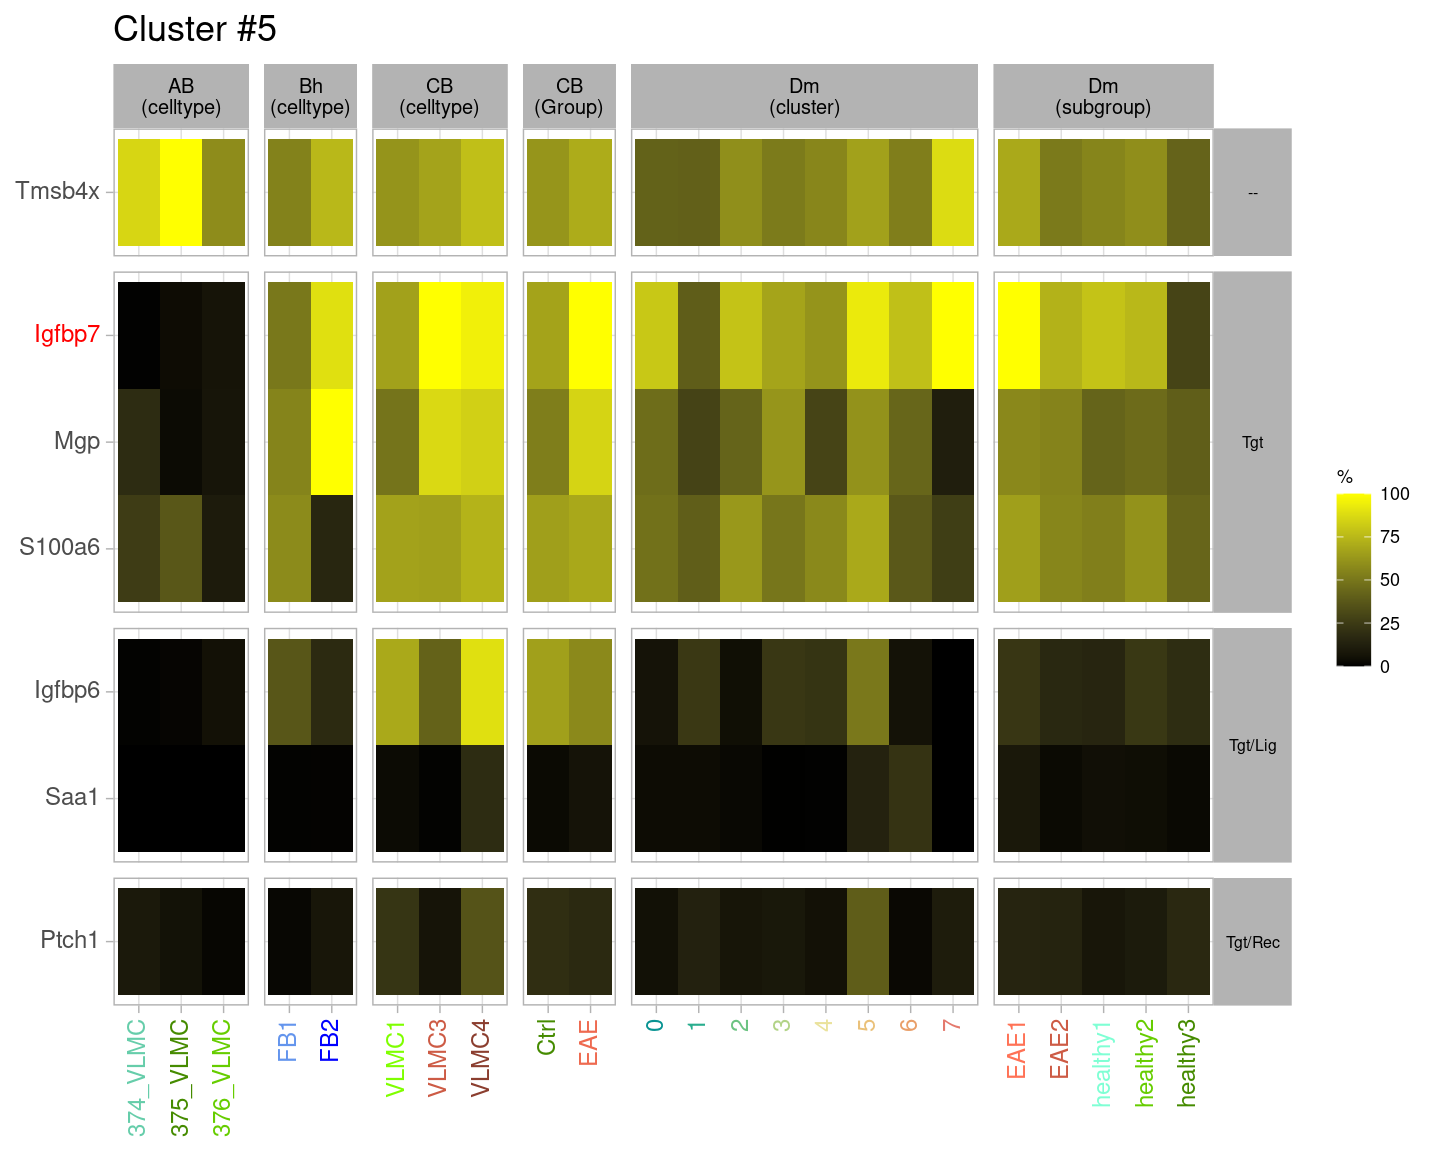 Cluster #5
AB
(celltype)
Bh
(celltype)
CB
(celltype)
CB
(Group)
Dm
(cluster)
Dm
(subgroup)
Tmsb4x
--
Igfbp7
Mgp
S100a6
Tgt
Igfbp6
Saa1
Tgt/Lig
Ptch1
Tgt/Rec
%
100
75
50
25
0
374_VLMC
375_VLMC
376_VLMC
FB1
FB2
VLMC1
VLMC3
VLMC4
Ctrl
EAE
0
1
2
3
4
5
6
7
EAE1
EAE2
healthy1
healthy2
healthy3